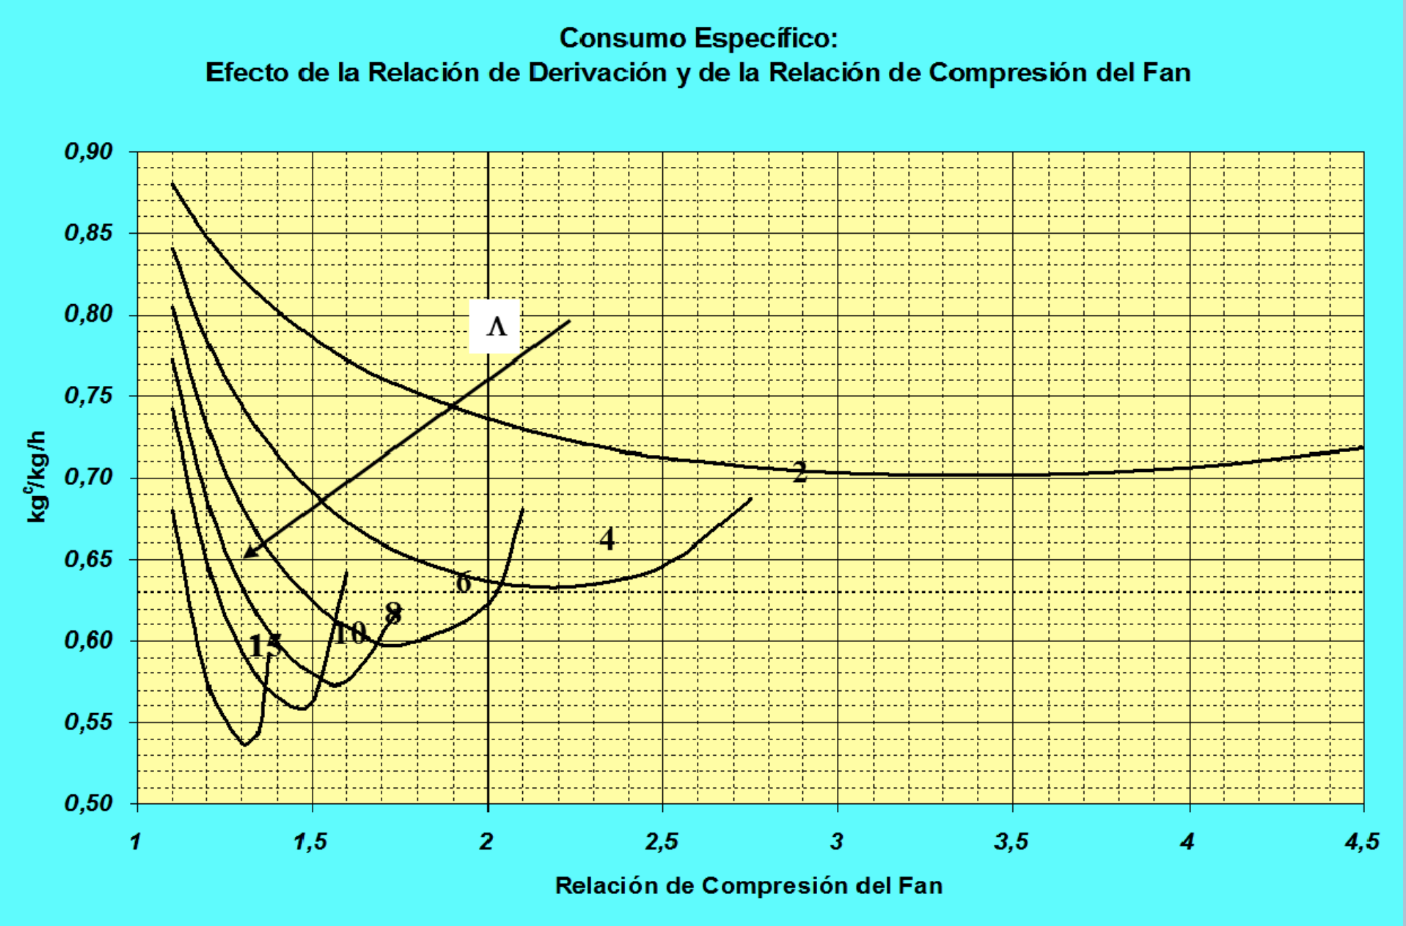 Consumo Específico:
Efecto de la Relación de Derivación y de la Relación de Compresión del Fan
0,90
0,85
0,80
0,75
0,70
0,65
0,60
0,55
0,50
kgᶜ/kg/h
Λ
2
4
6
8
10
15
1 1,5 2 2,5 3 3,5 4 4,5
Relación de Compresión del Fan